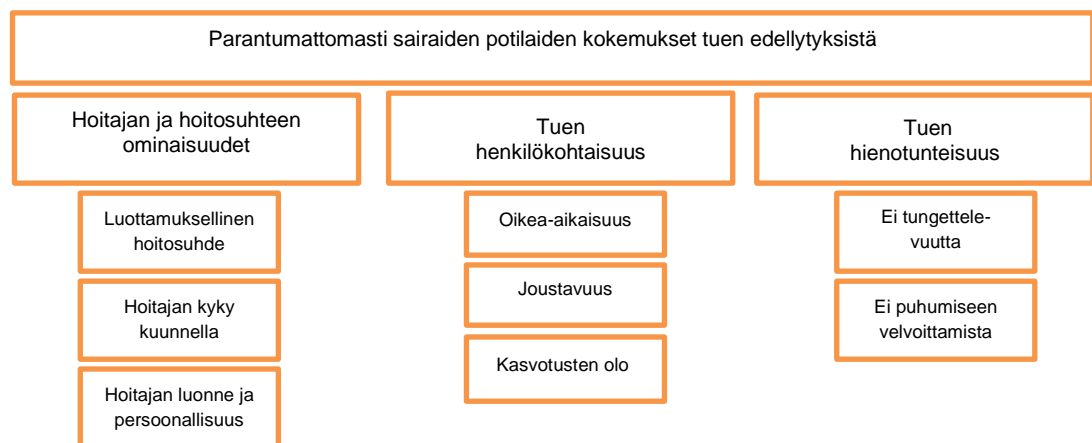 Parantumattomasti sairaiden potilaiden kokemukset tuen edellytyksistä
Hoitajan ja hoitosuhteen
ominaisuudet
Luottamuksellinen
hoitosuhde
Hoitajan kyky
kuunnella
Hoitajan luonne ja
persoonallisuus
Tuen
henkilökohtaisuus
Oikea-aikaisuus
Joustavuus
Kasvotusten olo
Tuen
hienotunteisuus
Ei tungettele-
vuutta
Ei puhumiseen
velvoittamista